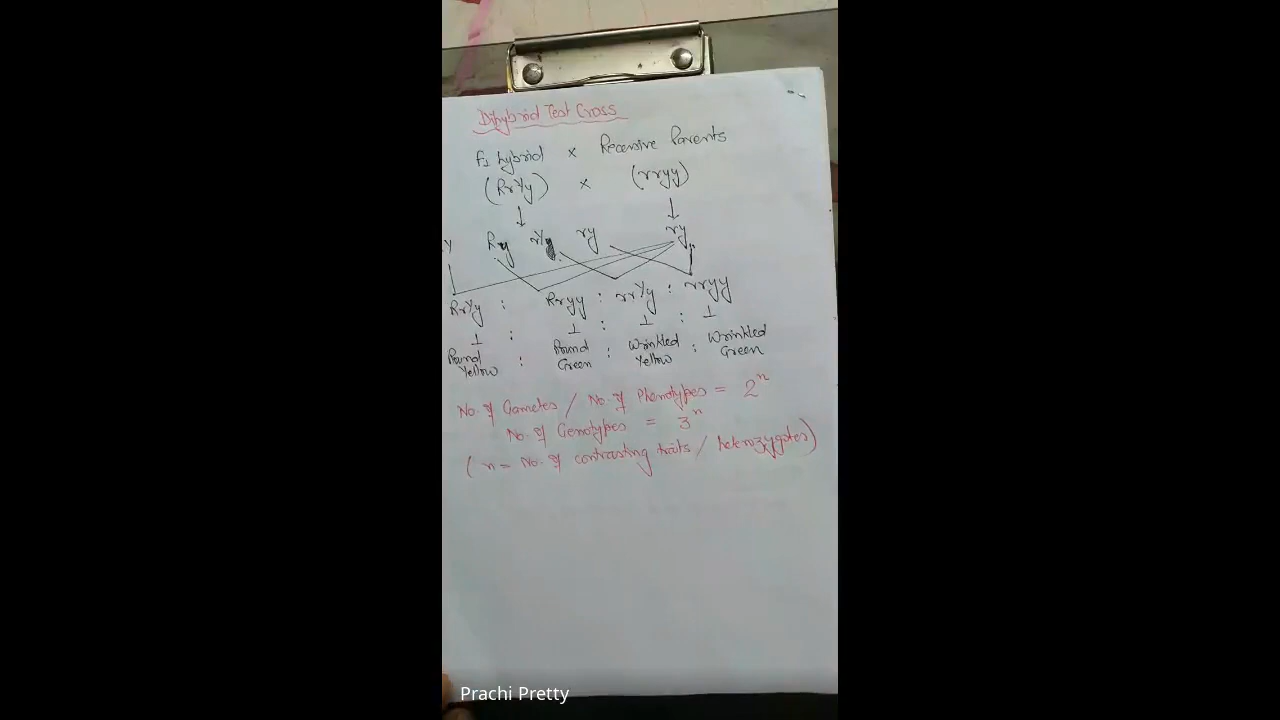 Dihybrid Test Cross
F1 hybrid × Recessive Parents
(RrYy) × (rryy)
Y Ry rY ry ry
RrYy : Rryy : rrYy : rryy
1 : 1 : 1 : 1
Round Yellow : Round Green : Wrinkled Yellow : Wrinkled Green
No. of Gametes / No. of Phenotypes = 2^n
No. of Genotypes = 3^n
(n = No. of contrasting traits / heterozygotes)
Prachi Pretty